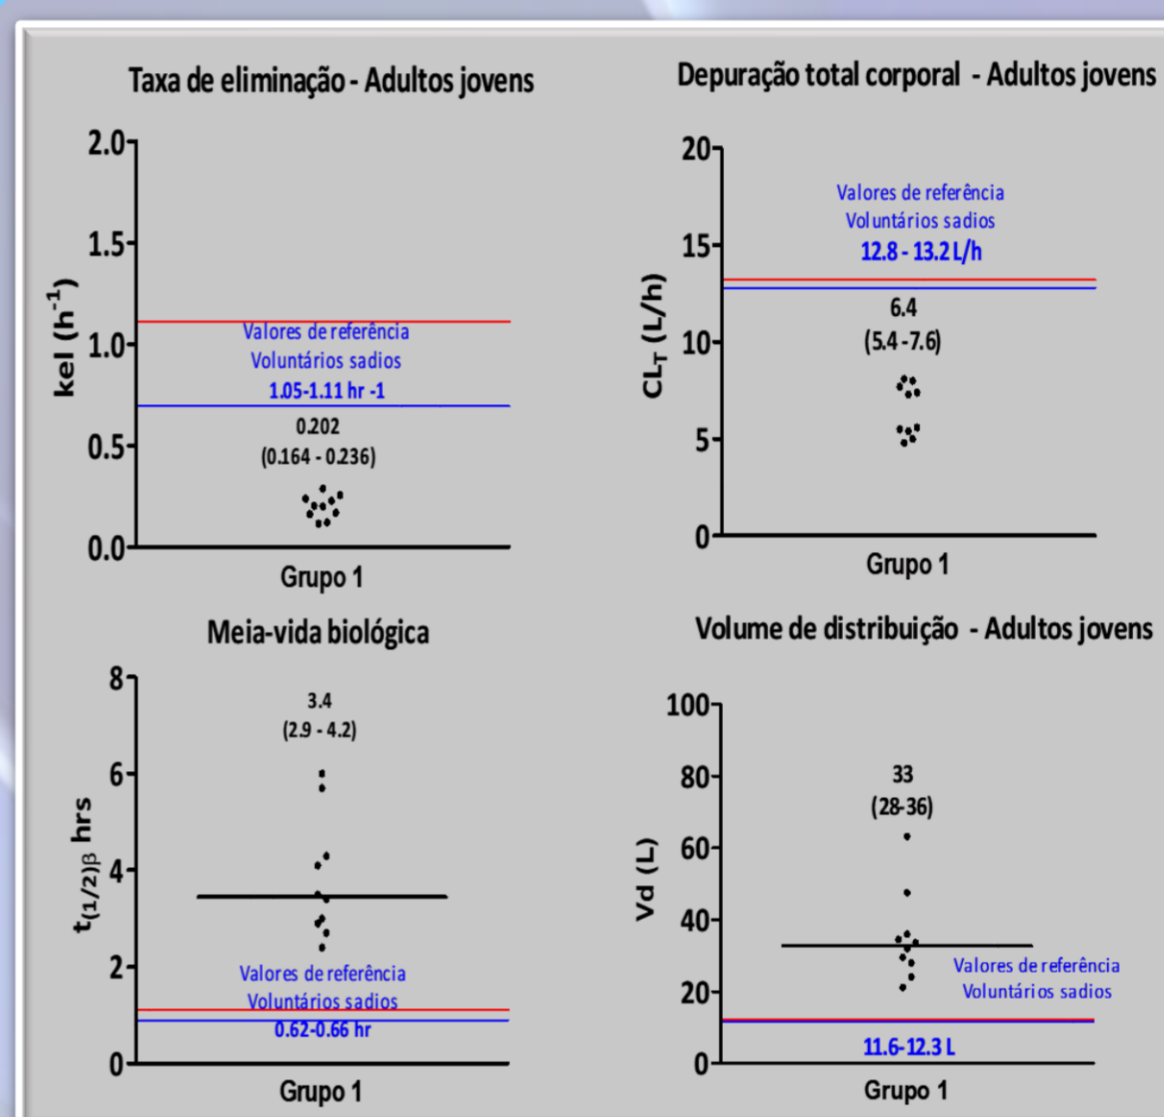 Taxa de eliminação - Adultos jovens
2.0
1.5
1.0
0.5
0.0
kel (h-1)
Valores de referência
Voluntários sadios
1.05-1.11 hr -1
0.202
(0.164 - 0.236)
Grupo 1
Depuração total corporal - Adultos jovens
20
15
10
5
0
CLT (L/h)
Valores de referência
Voluntários sadios
12.8 - 13.2 L/h
6.4
(5.4 -7.6)
Grupo 1
Meia-vida biológica
8
6
4
2
0
t(1/2)β hrs
3.4
(2.9 - 4.2)
Valores de referência
Voluntários sadios
0.62-0.66 hr
Grupo 1
Volume de distribuição - Adultos jovens
100
80
60
40
20
0
Vd (L)
33
(28-36)
Valores de referência
Voluntários sadios
11.6-12.3 L
Grupo 1